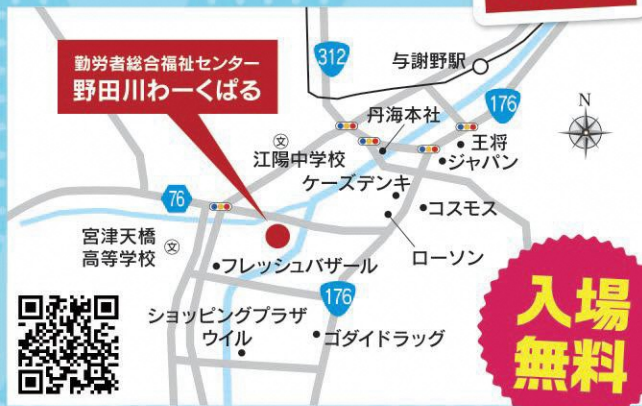 勤労者総合福祉センター
野田川わーくぱる
312
与謝野駅
176
N
丹海本社
王将
ジャパン
江陽中学校
文
ケーズデンキ
コスモス
76
宮津天橋
高等学校
文
フレッシュバザール
ローソン
176
ショッピングプラザ
ウイル
ゴダイドラッグ
入場
無料